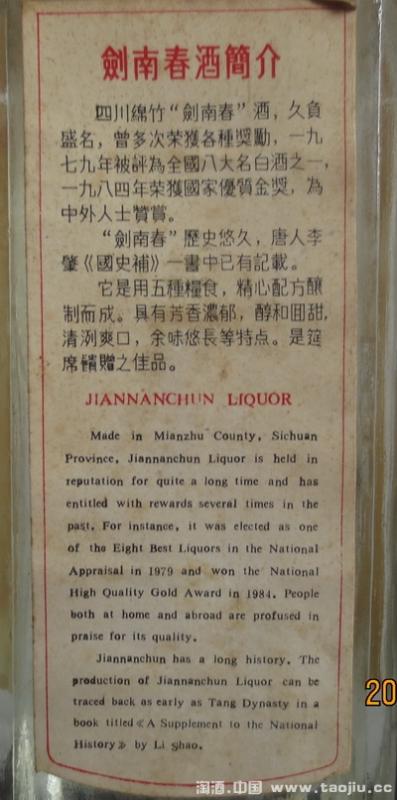 劍南春酒簡介
四川綿竹“劍南春”酒，久負
盛名，曾多次荣獲各種獎勵，一九
七九年被評為全國八大名白酒之一，
一九八四年荣獲國家優質金獎，為
中外人士贊賞。
“劍南春”歷史悠久，唐人李
肇《國史補》一書中已有記載。
它是用五種糧食，精心配方釀
制而成。具有芳香濃郁，醇和囬甜，
清洌爽口，余味悠長等特点。是筵
席饋贈之佳品。
JIANNANCHUN LIQUOR
Made in Mianzhu County, Sichuan
Province, Jiannanchun Liquor is held in
reputation for quite a long time and has
entitled with rewards several times in the
past. For instance, it was elected as one
of the Eight Best Liquors in the National
Appraisal in 1979 and won the National
High Quality Gold Award in 1984. People
both at home and abroad are profused in
praise for its quality.
Jiannanchun has a long history. The
production of Jiannanchun Liquor can be
traced back as early as Tang Dynasty in a
book titled《A Supplement to the National
History》by Li Shao.
20
淘酒.中国 www.taojiu.cc